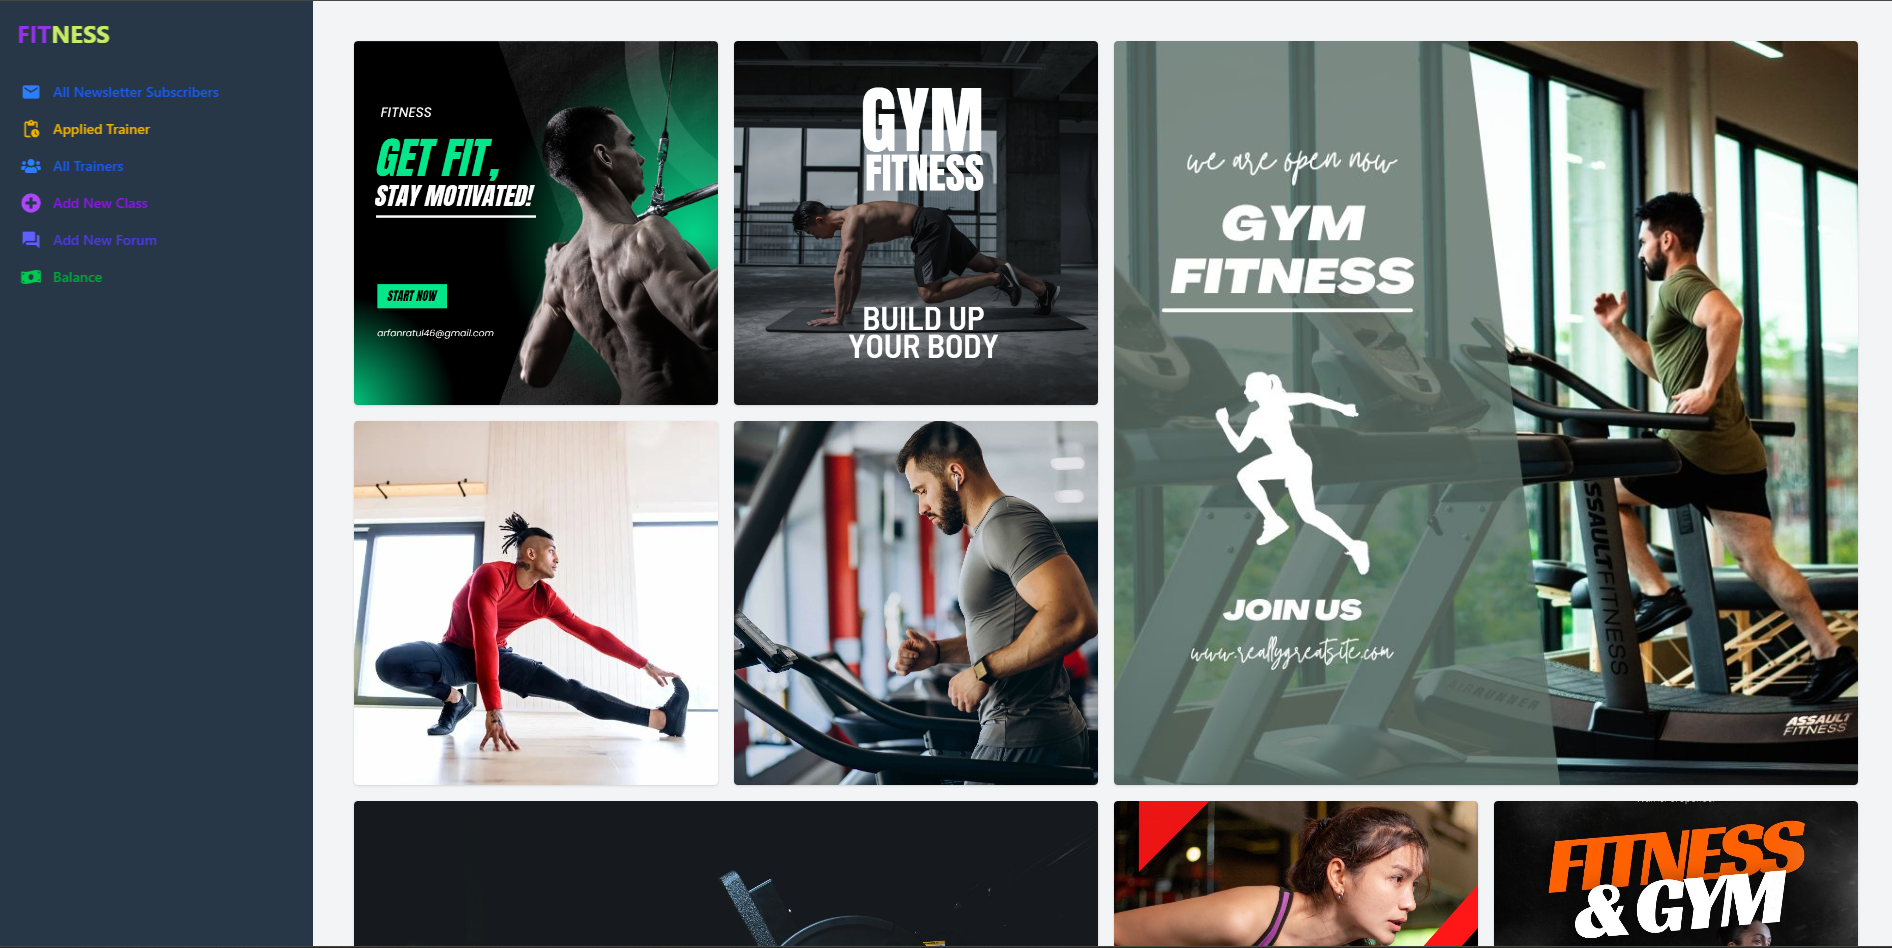 FITNESS
All Newsletter Subscribers
Applied Trainer
All Trainers
Add New Class
Add New Forum
Balance
FITNESS
GET FIT,
STAY MOTIVATED!
START NOW
arfanratul46@gmail.com
GYM
FITNESS
BUILD UP
YOUR BODY
we are open now
GYM
FITNESS
JOIN US
www.reallygreatsite.com
SSAULT FITNESS
AIRRUNNER
ASSAULT
FITNESS
FITNESS
& GYM